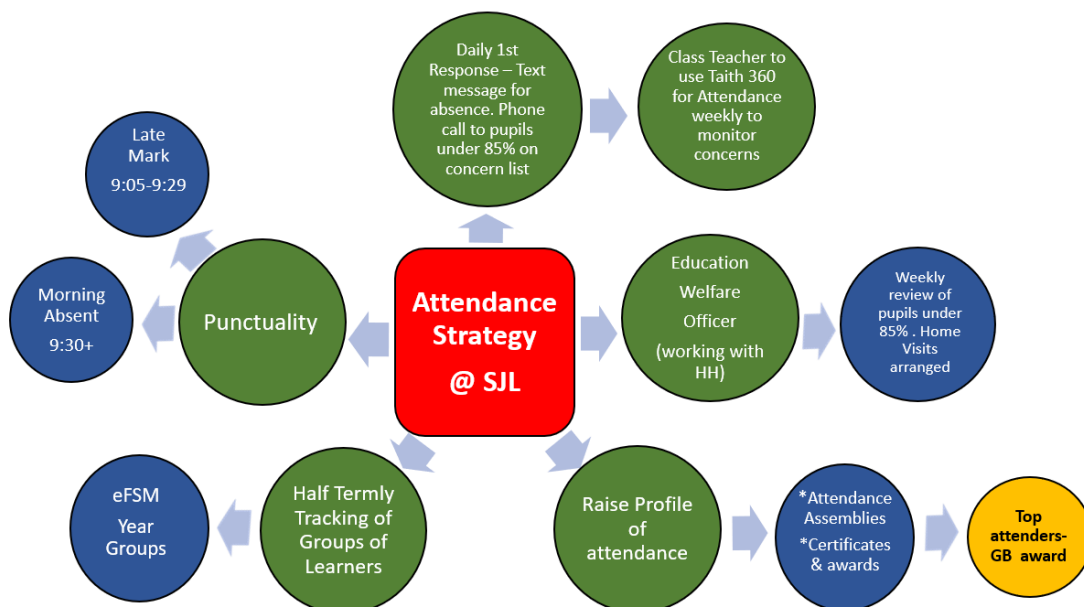 Daily 1st
Response – Text
message for
absence. Phone
call to pupils
under 85% on
concern list
Class Teacher to
use Taith 360
for Attendance
weekly to
monitor
concerns
Late
Mark
9:05-9:29
Morning
Absent
9:30+
Punctuality
Attendance
Strategy
@ SJL
Education
Welfare
Officer
(working with
HH)
Weekly
review of
pupils under
85% . Home
Visits
arranged
eFSM
Year
Groups
Half Termly
Tracking of
Groups of
Learners
Raise Profile
of
attendance
*Attendance
Assemblies
*Certificates
& awards
Top
attenders-
GB award